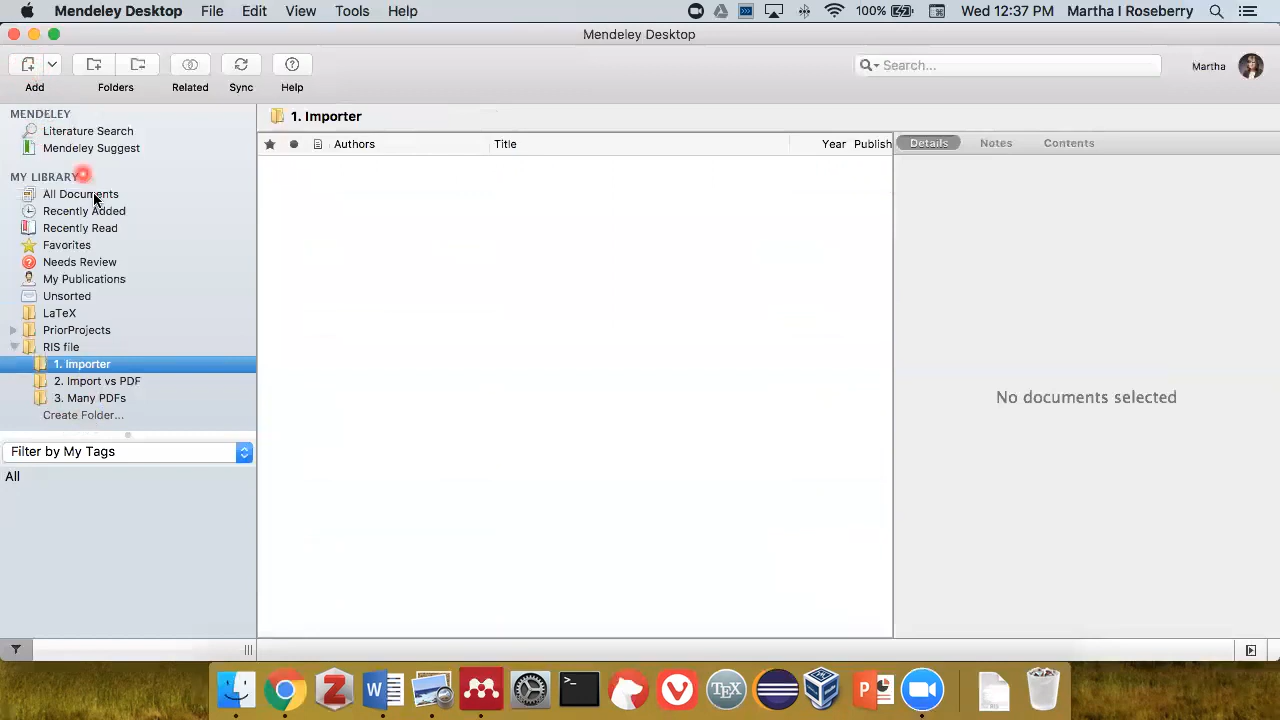 Mendeley Desktop File Edit View Tools Help 100% Wed 12:37 PM Martha I Roseberry
Mendeley Desktop
Search... Martha
Add Folders Related Sync Help
MENDELEY
Literature Search
Mendeley Suggest
MY LIBRARY
All Documents
Recently Added
Recently Read
Favorites
Needs Review
My Publications
Unsorted
LaTeX
PriorProjects
RIS file
1. Importer
2. Import vs PDF
3. Many PDFs
Create Folder...
Filter by My Tags
All
1. Importer
Authors Title Year Publish
Details Notes Contents
No documents selected